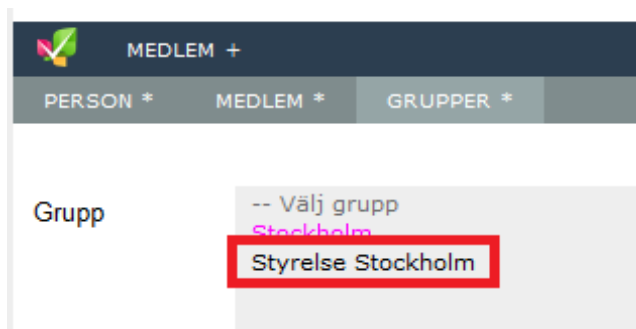 MEDLEM +
PERSON * MEDLEM * GRUPPER *
-- Välj grupp
Grupp
Stockholm
Styrelse Stockholm